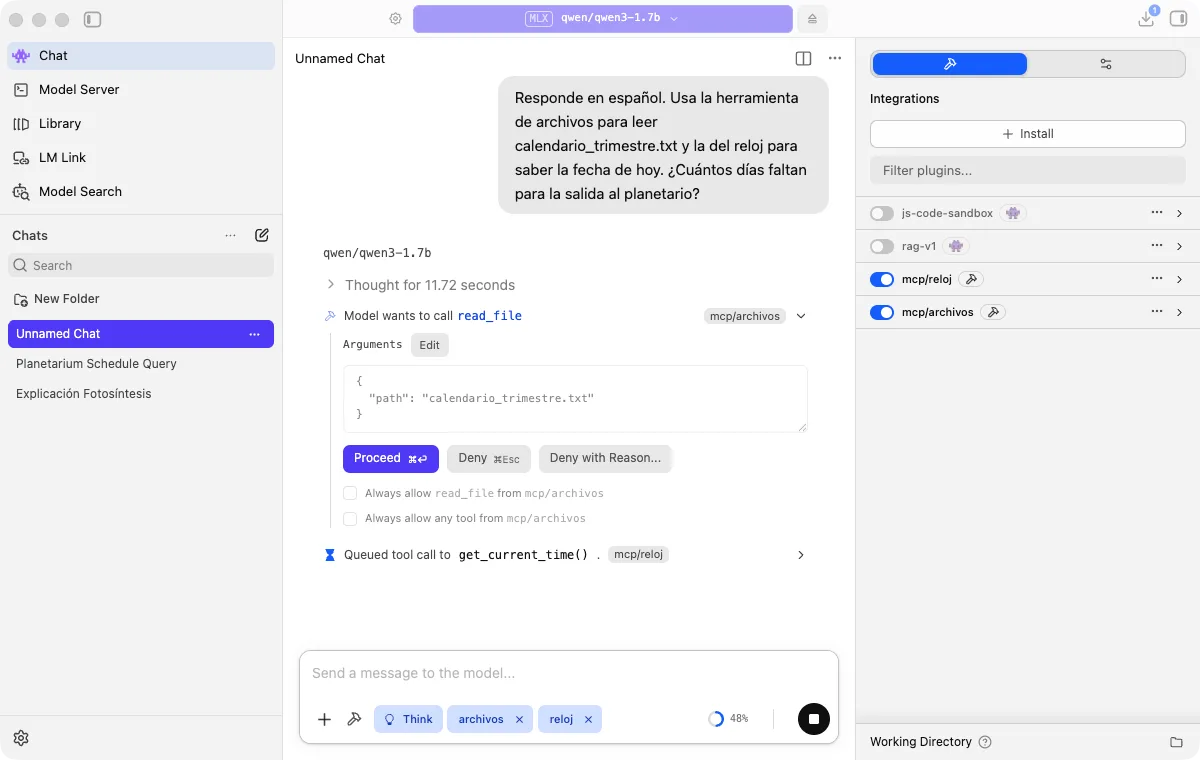 MLX qwen/qwen3-1.7b
1
Chat
Model Server
Library
LM Link
Model Search
Chats
Search
New Folder
Unnamed Chat
Planetarium Schedule Query
Explicación Fotosíntesis
Unnamed Chat
Responde en español. Usa la herramienta
de archivos para leer
calendario_trimestre.txt y la del reloj para
saber la fecha de hoy. ¿Cuántos días faltan
para la salida al planetario?
qwen/qwen3-1.7b
Thought for 11.72 seconds
Model wants to call read_file mcp/archivos
Arguments Edit
{
"path": "calendario_trimestre.txt"
}
Proceed ⌘↩ Deny ⌘Esc Deny with Reason...
Always allow read_file from mcp/archivos
Always allow any tool from mcp/archivos
Queued tool call to get_current_time() . mcp/reloj
Send a message to the model...
Think archivos × reloj × 48%
Integrations
+ Install
Filter plugins...
js-code-sandbox
rag-v1
mcp/reloj
mcp/archivos
Working Directory ?